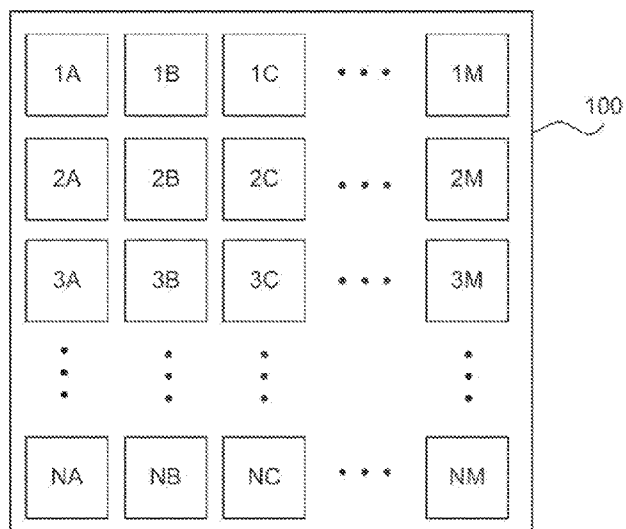 1A 1B 1C 1M
100
2A 2B 2C 2M
3A 3B 3C 3M
NA NB NC NM